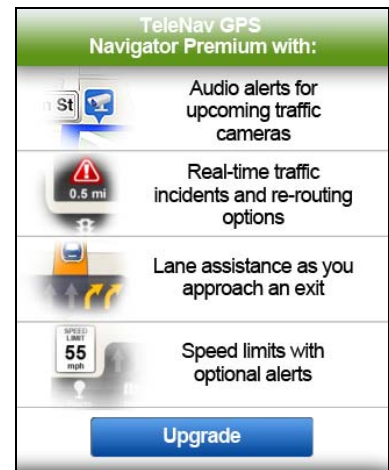 TeleNav GPS
Navigator Premium with:
St
Audio alerts for
upcoming traffic
cameras
0.5 mi
Real-time traffic
incidents and re-routing
options
Lane assistance as you
approach an exit
SPEED
LIMIT
55
mph
Speed limits with
optional alerts
Upgrade